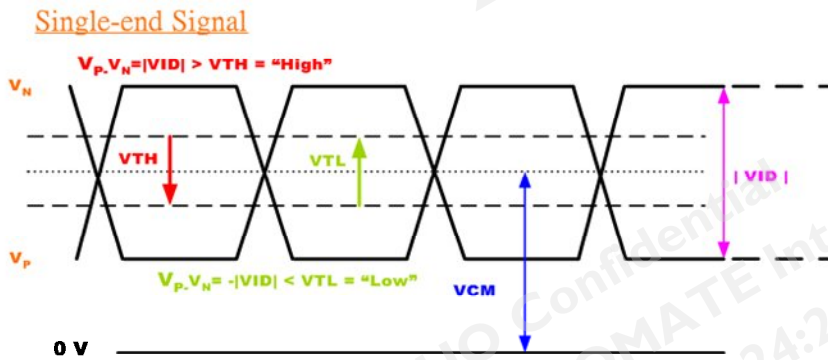 Single-end Signal
VP-VN=|VID| > VTH = “High”
VN
VTH
VTL
| VID |
VP
VP-VN= -|VID| < VTL = “Low”
VCM
0 V
Confidential